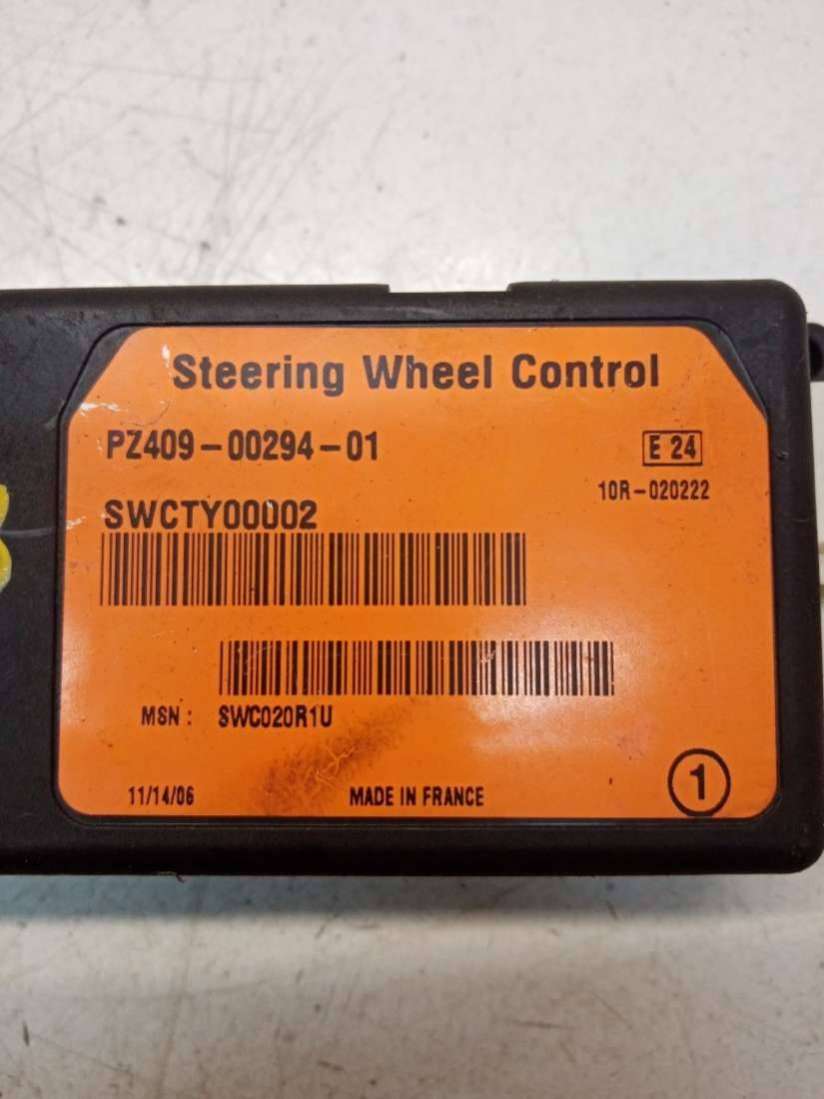 Steering Wheel Control
PZ409-00294-01
E 24
10R-020222
SWCTY00002
MSN: SWC020R1U
11/14/06
MADE IN FRANCE
1